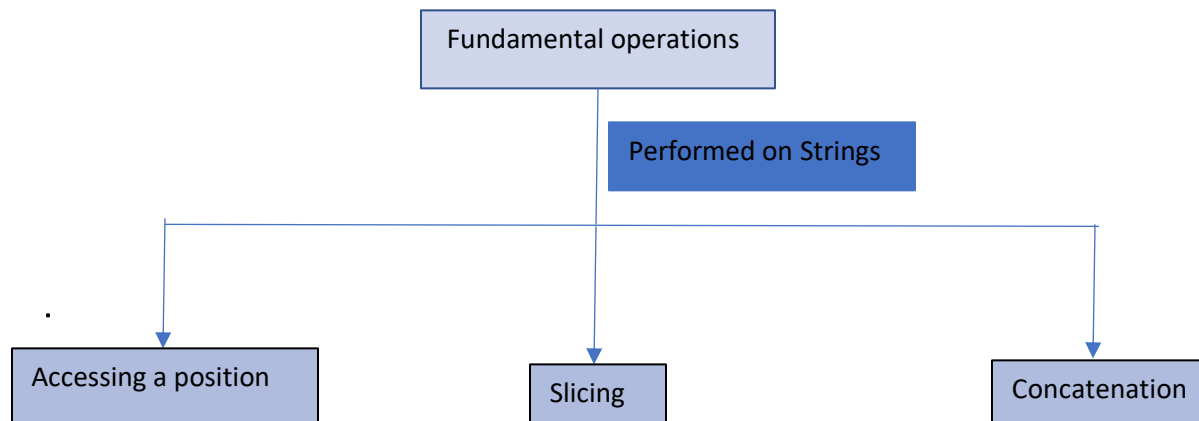 Fundamental operations
Performed on Strings
.
Accessing a position
Slicing
Concatenation